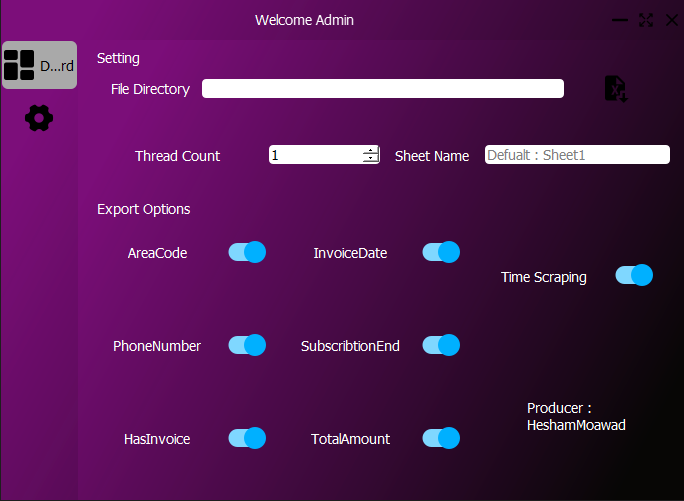 Welcome Admin
D...rd
Setting
File Directory
Thread Count
1
Sheet Name
Defualt : Sheet1
Export Options
AreaCode
InvoiceDate
Time Scraping
PhoneNumber
SubscribtionEnd
HasInvoice
TotalAmount
Producer :
HeshamMoawad